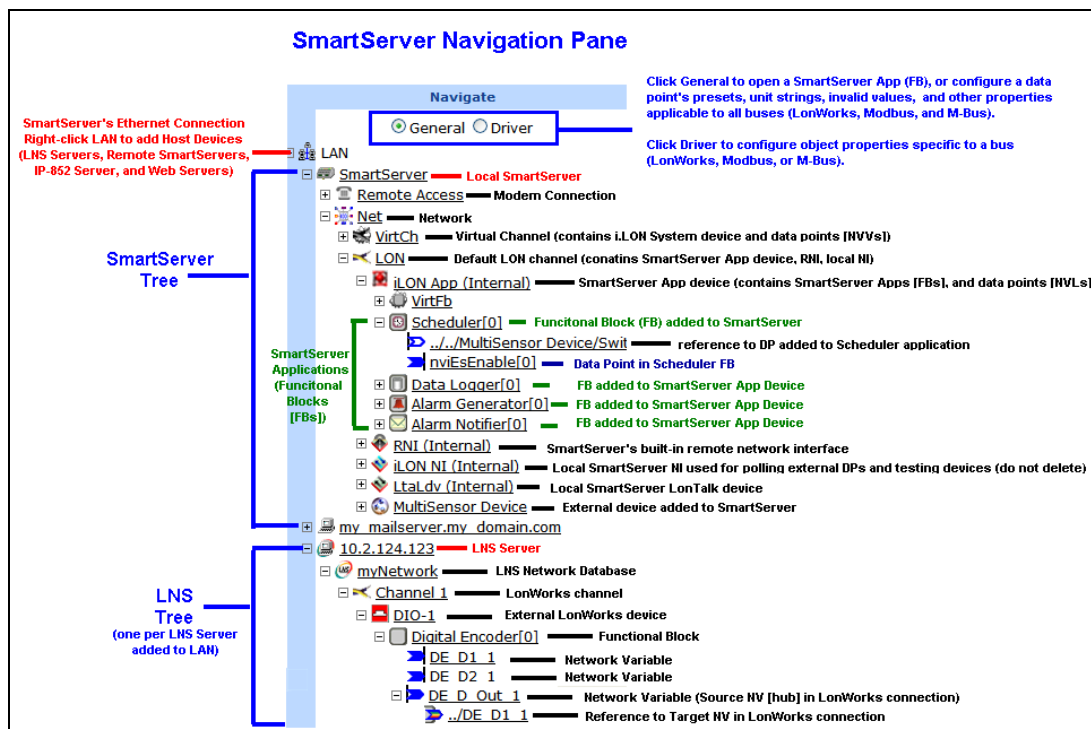 SmartServer Navigation Pane
Click General to open a SmartServer App (FB), or configure a data
point's presets, unit strings, invalid values, and other properties
applicable to all buses (LonWorks, Modbus, and M-Bus).
Click Driver to configure object properties specific to a bus
(LonWorks, Modbus, or M-Bus).
Navigate
General Driver
SmartServer's Ethernet Connection
Right-click LAN to add Host Devices
(LNS Servers, Remote SmartServers,
IP-852 Server, and Web Servers)
LAN
SmartServer Local SmartServer
Remote Access Modern Connection
Net Network
VirtCh Virtual Channel (contains i.LON System device and data points [NVVs])
LON Default LON channel (conatins SmartServer App device, RNI, local NI)
SmartServer
Tree
iLON App (Internal) SmartServer App device (contains SmartServer Apps [FBs], and data points [NVLs]
VirtFb
Scheduler[0] Funcitonal Block (FB) added to SmartServer
../../MultiSensor Device/Swit reference to DP added to Scheduler application
nviEsEnable[0] Data Point in Scheduler FB
SmartServer
Applications
(Funcitonal
Blocks
[FBs])
Data Logger[0] FB added to SmartServer App Device
Alarm Generator[0] FB added to SmartServer App Device
Alarm Notifier[0] FB added to SmartServer App Device
RNI (Internal) SmartServer's built-in remote network interface
iLON NI (Internal) Local SmartServer NI used for polling external DPs and testing devices (do not delete)
LtaLdv (Internal) Local SmartServer LonTalk device
MultiSensor Device External device added to SmartServer
my_mailserver.my_domain.com
10.2.124.123 LNS Server
myNetwork LNS Network Database
Channel 1 LonWorks channel
LNS
Tree
(one per LNS Server
added to LAN)
DIO-1 External LonWorks device
Digital Encoder[0] Functional Block
DE_D1_1 Network Variable
DE_D2_1 Network Variable
DE_D_Out_1 Network Variable (Source NV [hub] in LonWorks connection)
../DE_D1_1 Reference to Target NV in LonWorks connection